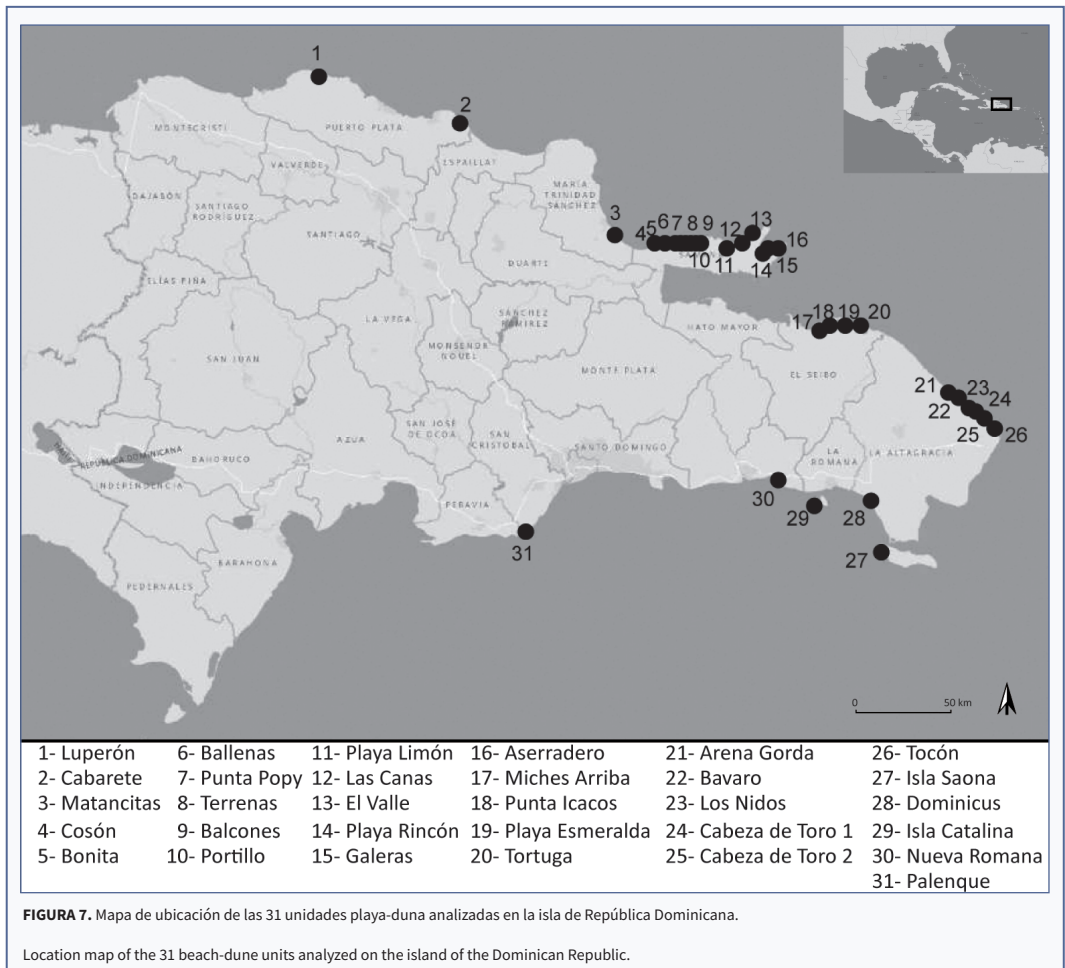 1
2
MONTECRISTI
PUERTO PLATA
ESPAILLAT
VALVERDE
DAJABÓN
SANTIAGO
RODRÍGUEZ
MARÍA
TRINIDAD
SÁNCHEZ
SANTIAGO
3
4 5 6 7 8 9
10
11
12
13
14
15
16
DUARTE
ELÍAS PIÑA
LA VEGA
SÁNCHEZ
RAMÍREZ
HATO MAYOR
17 18 19 20
SAN JUAN
MONSEÑOR
NOUEL
MONTE PLATA
EL SEIBO
21
22
23
24
25
26
AZUA
SAN JOSÉ
DE OCOA
SAN
CRISTOBAL
SANTO DOMINGO
LA
ROMANA
LA ALTAGRACIA
REPÚBLICA DOMINICANA
BAHORUCO
INDEPENDENCIA
PERAVIA
30
29
28
27
31
BARAHONA
PEDERNALES
0 50 km
1- Luperón 6- Ballenas 11- Playa Limón 16- Aserradero 21- Arena Gorda 26- Tocón
2- Cabarete 7- Punta Popy 12- Las Canas 17- Miches Arriba 22- Bavaro 27- Isla Saona
3- Matancitas 8- Terrenas 13- El Valle 18- Punta Icacos 23- Los Nidos 28- Dominicus
4- Cosón 9- Balcones 14- Playa Rincón 19- Playa Esmeralda 24- Cabeza de Toro 1 29- Isla Catalina
5- Bonita 10- Portillo 15- Galeras 20- Tortuga 25- Cabeza de Toro 2 30- Nueva Romana
31- Palenque
FIGURA 7. Mapa de ubicación de las 31 unidades playa-duna analizadas en la isla de República Dominicana.
Location map of the 31 beach-dune units analyzed on the island of the Dominican Republic.